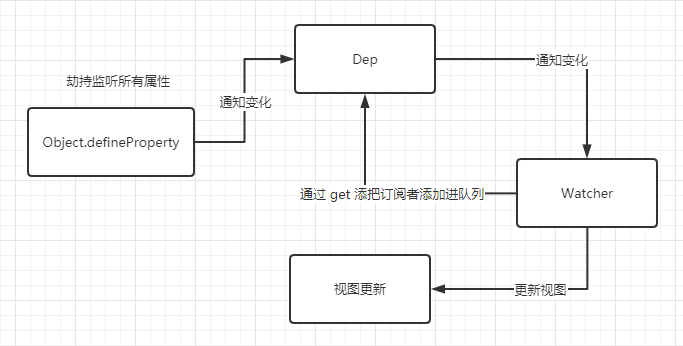 Dep
劫持监听所有属性
通知变化
通知变化
Object.defineProperty
通过 get 添把订阅者添加进队列
Watcher
视图更新
更新视图